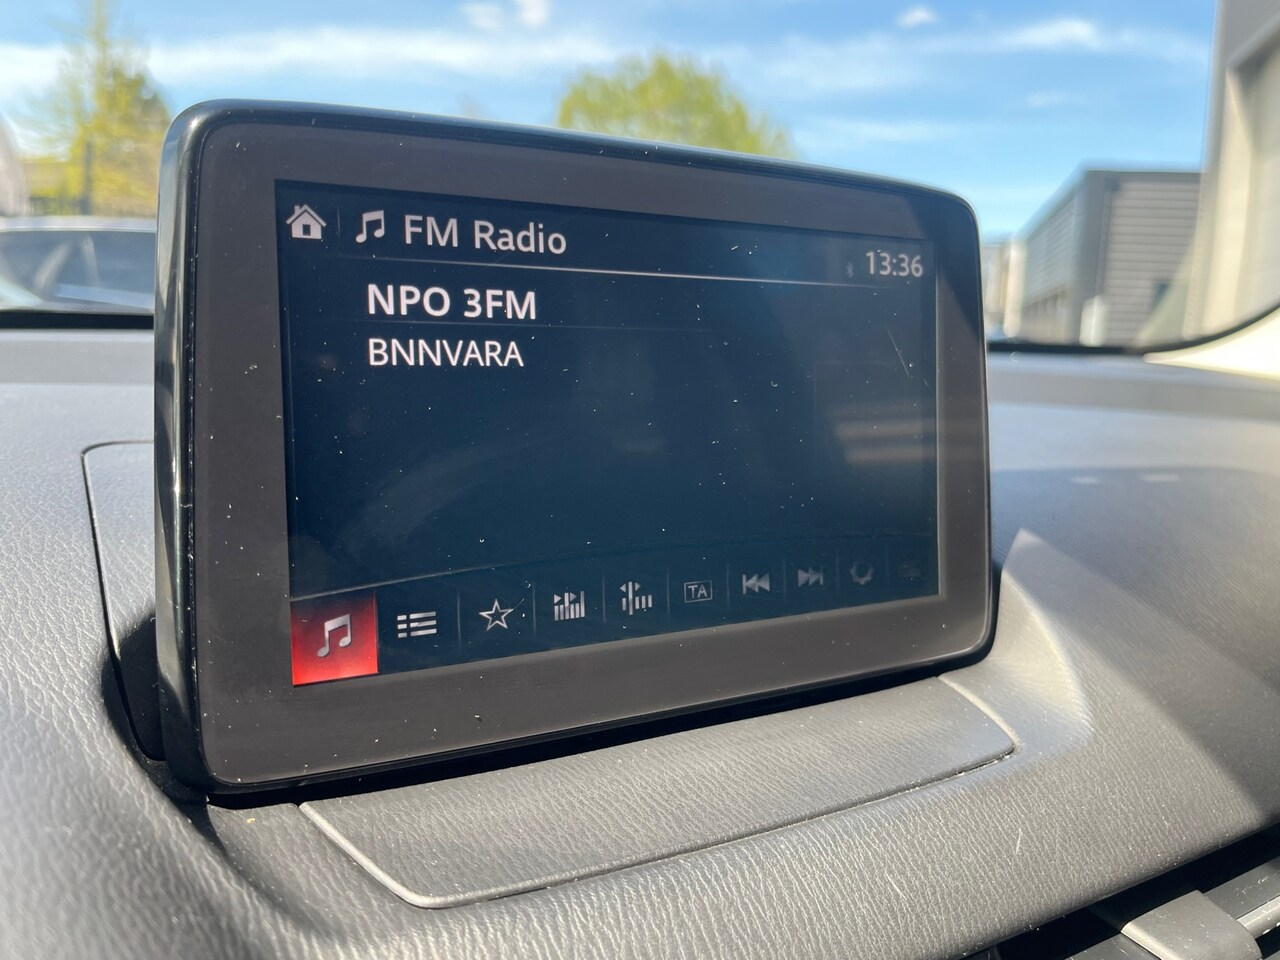 FM Radio
13:36
NPO 3FM
BNNVARA
TA